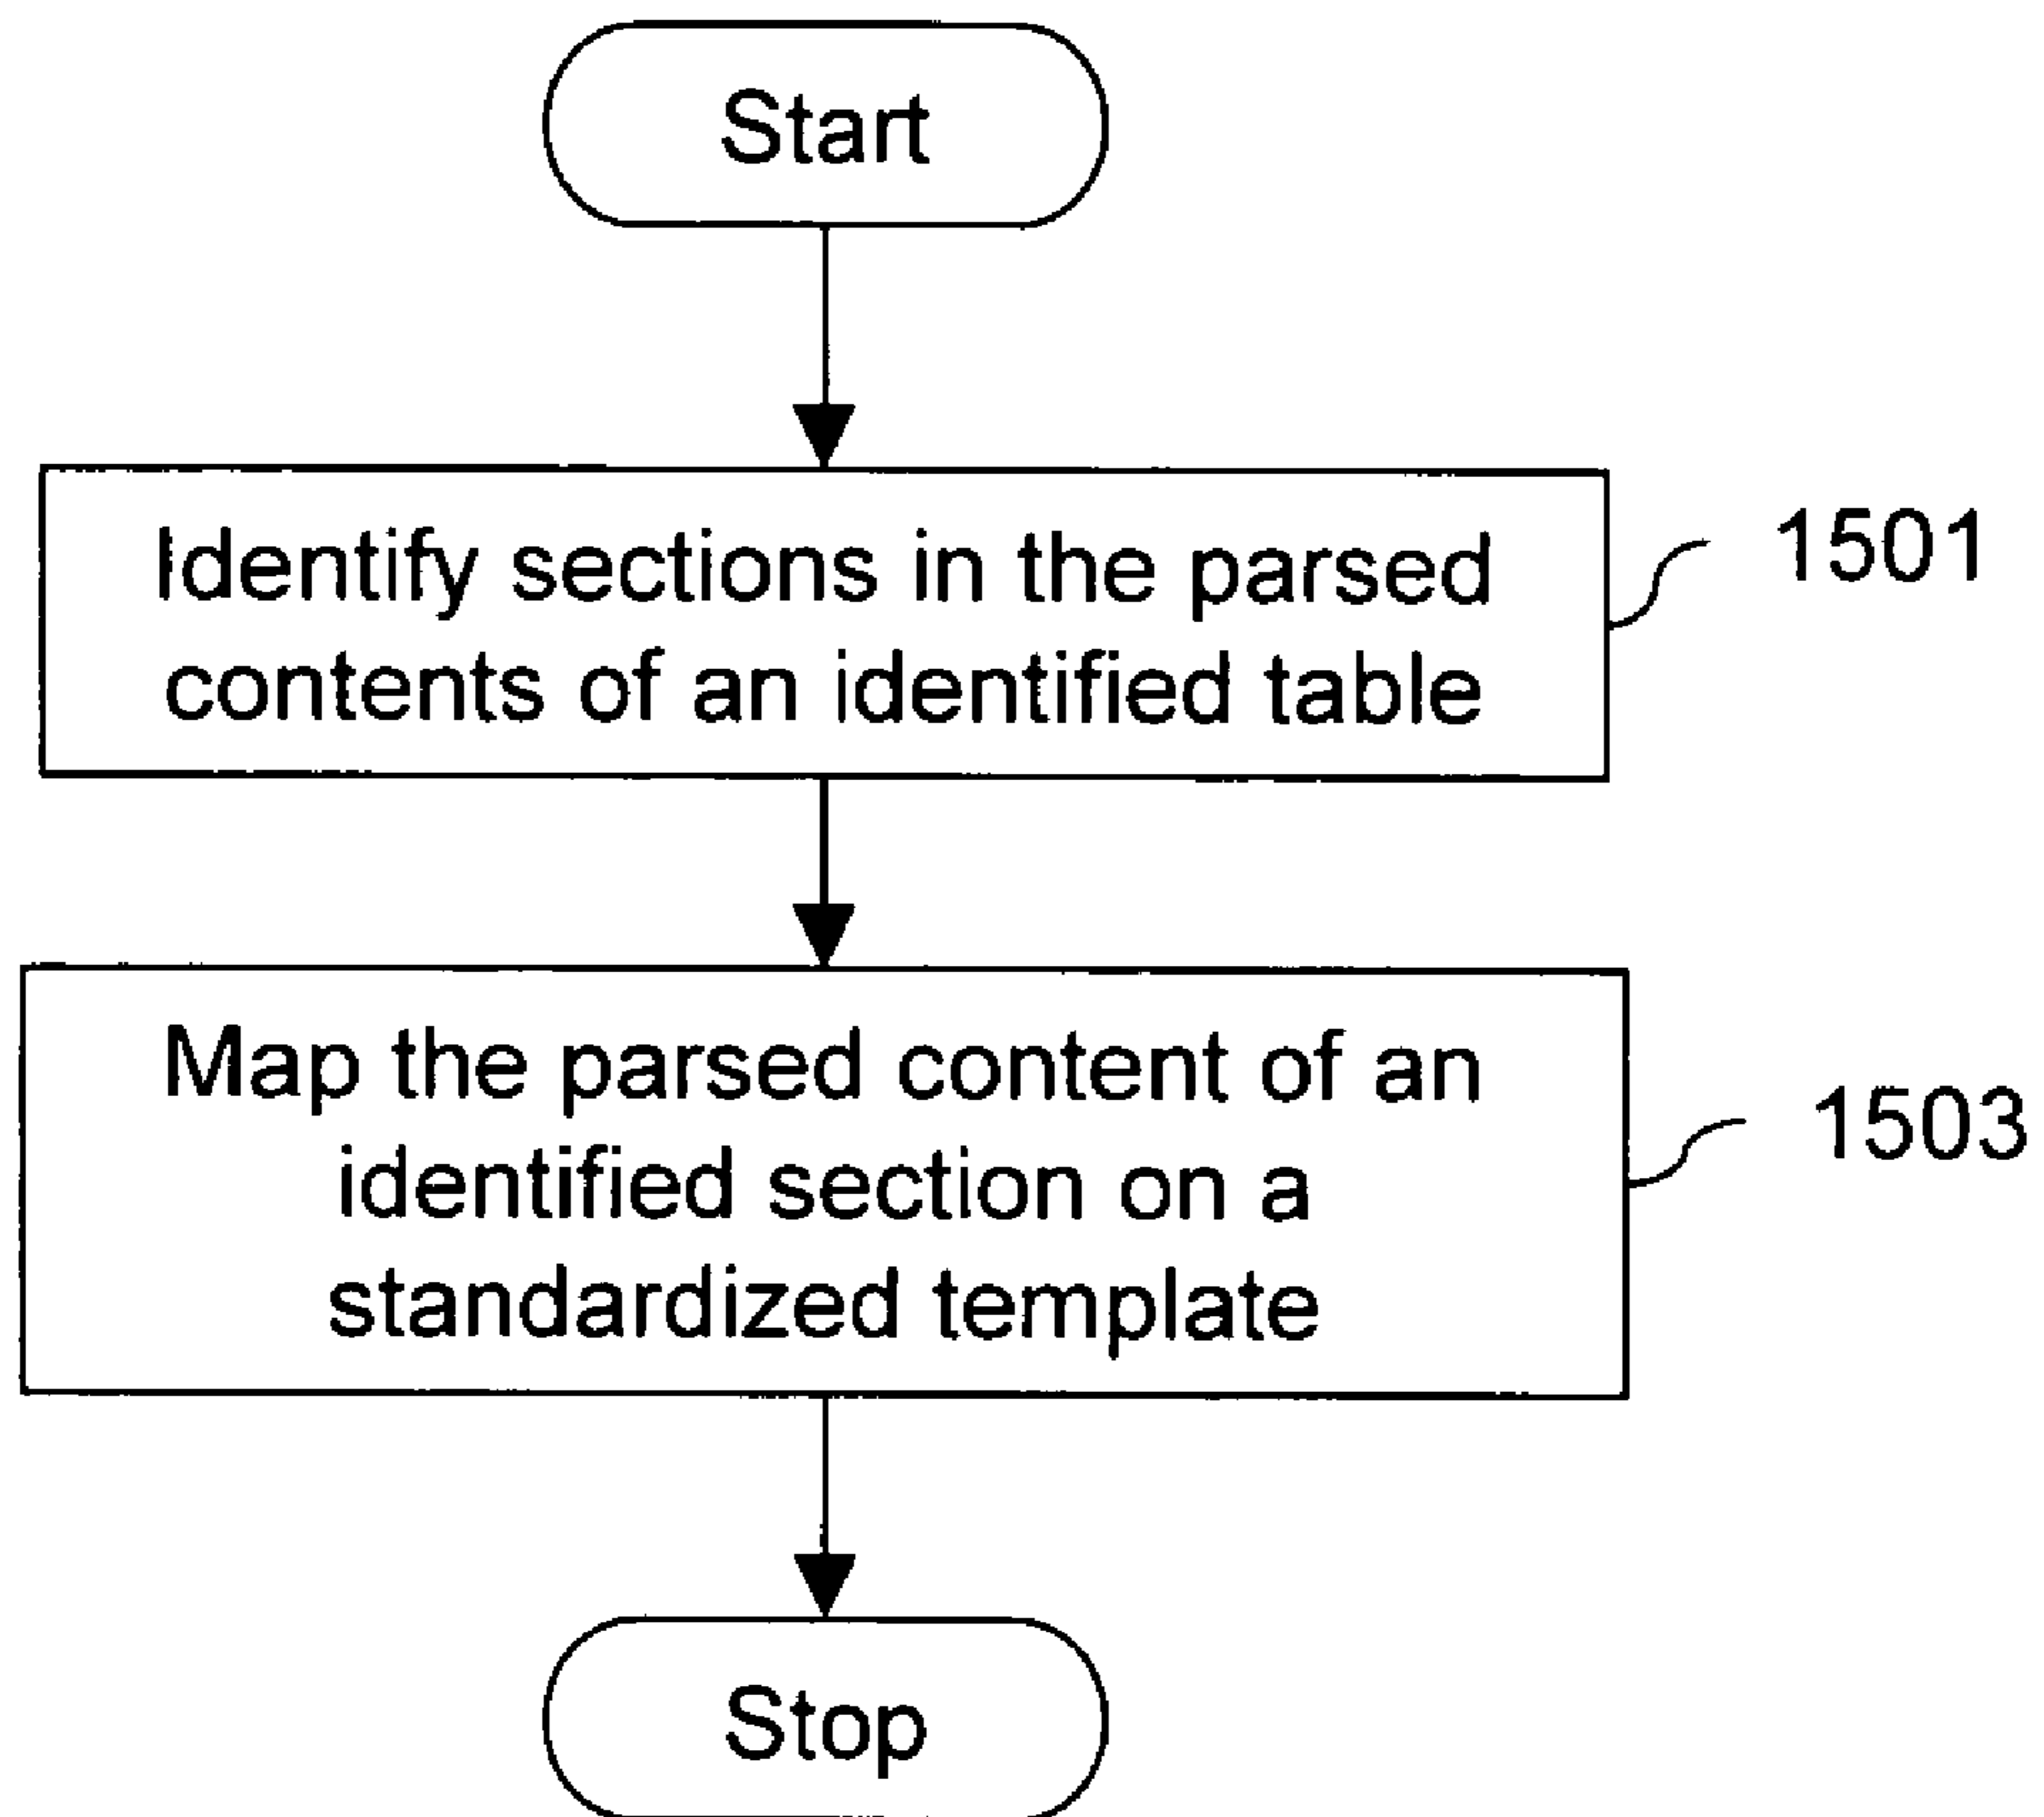 Start
Identify sections in the parsed
contents of an identified table
1501
Map the parsed content of an
identified section on a
standardized template
1503
Stop